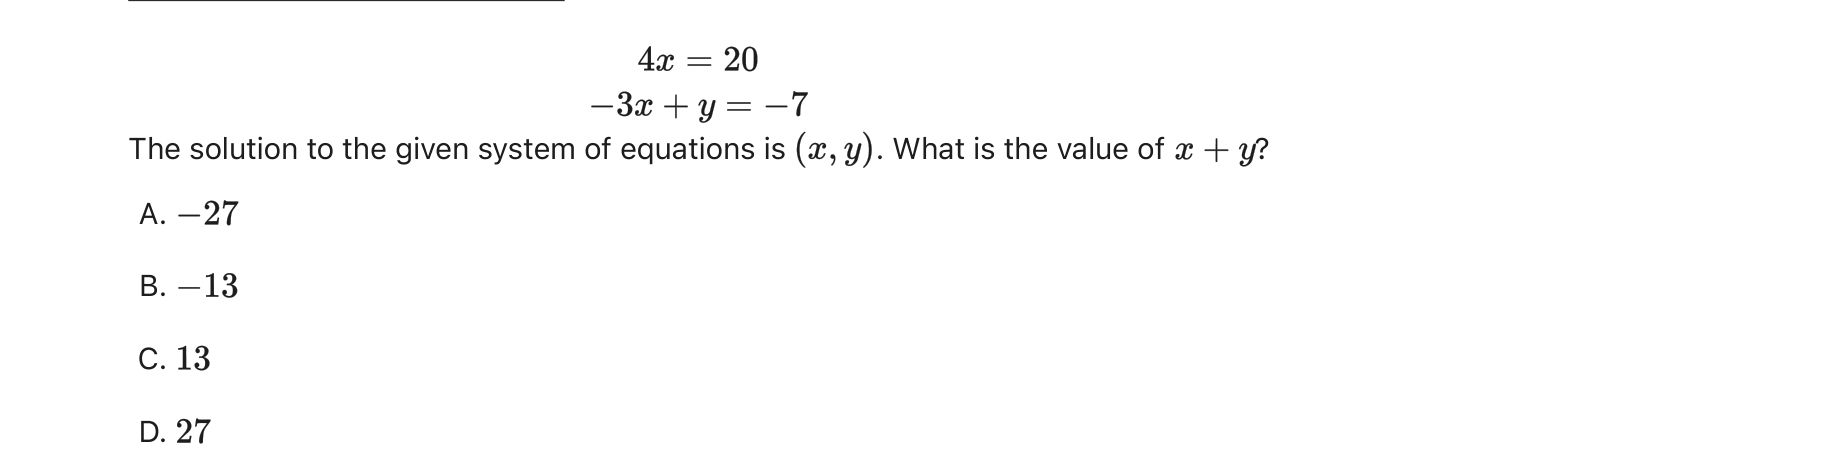 4x = 20
−3x + y = −7
The solution to the given system of equations is (x, y). What is the value of x + y?
A. −27
B. −13
C. 13
D. 27